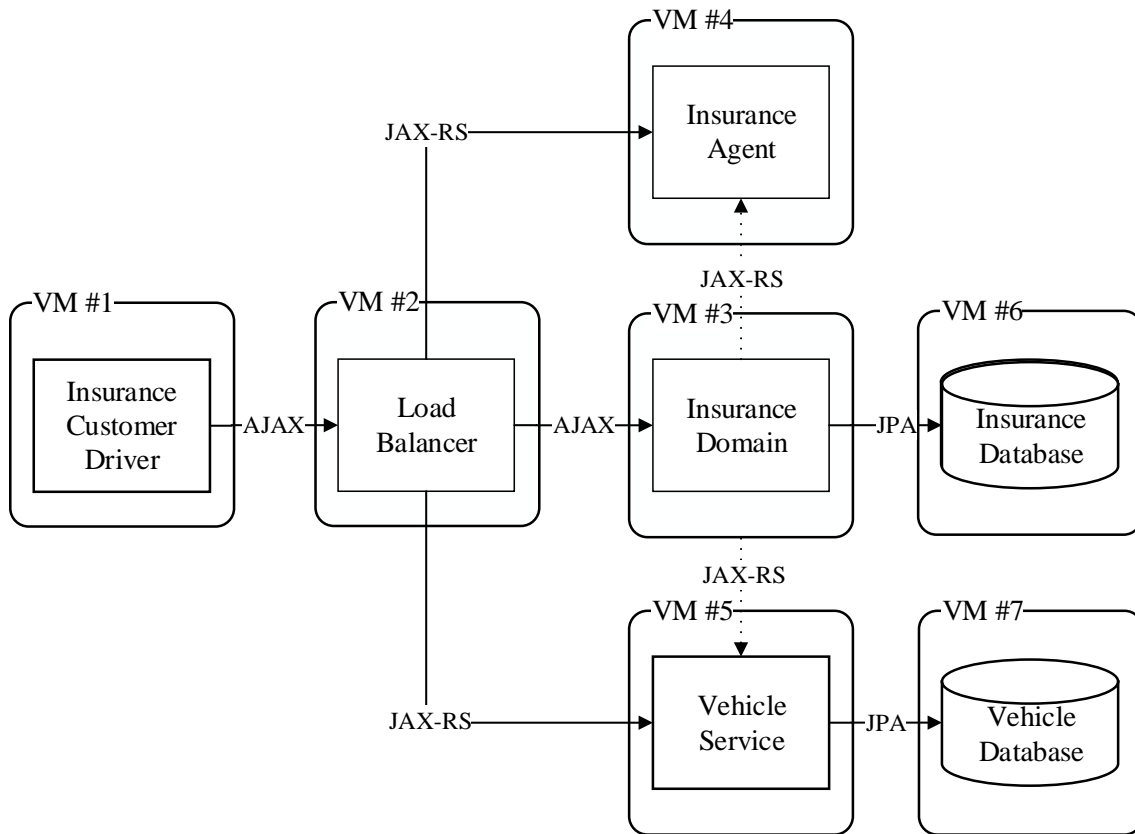 VM #4
Insurance
Agent
JAX-RS
JAX-RS
VM #1
VM #2
VM #3
VM #6
Insurance
Customer
Driver
AJAX
Load
Balancer
AJAX
Insurance
Domain
JPA
Insurance
Database
JAX-RS
VM #5
VM #7
JAX-RS
Vehicle
Service
JPA
Vehicle
Database